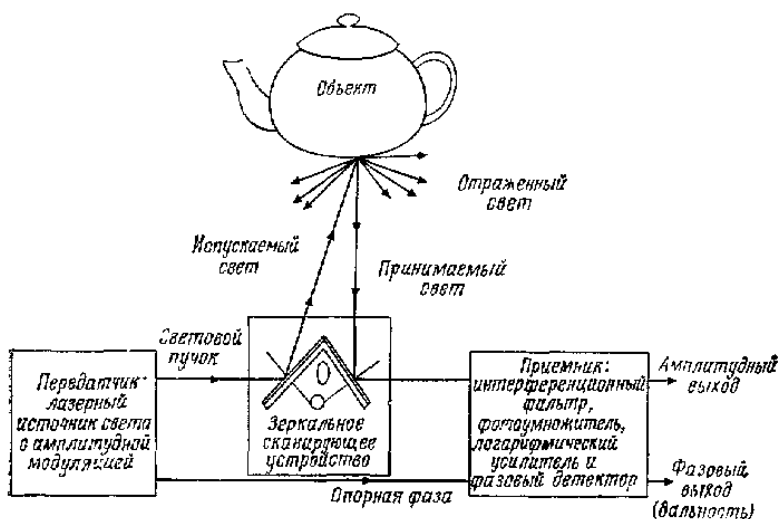 Объект
Отраженный
свет
Испускаемый
свет
Принимаемый
свет
Световой
пучок
Передатчик-
лазерный
источник света
с амплитудной
модуляцией
Зеркальное
сканирующее
устройство
Приемник:
интерференционный
фильтр,
фотоумножитель,
логарифмический
усилитель и
фазовый детектор
Амплитудный
выход
Опорная фаза
Фазовый
выход
(дальность)